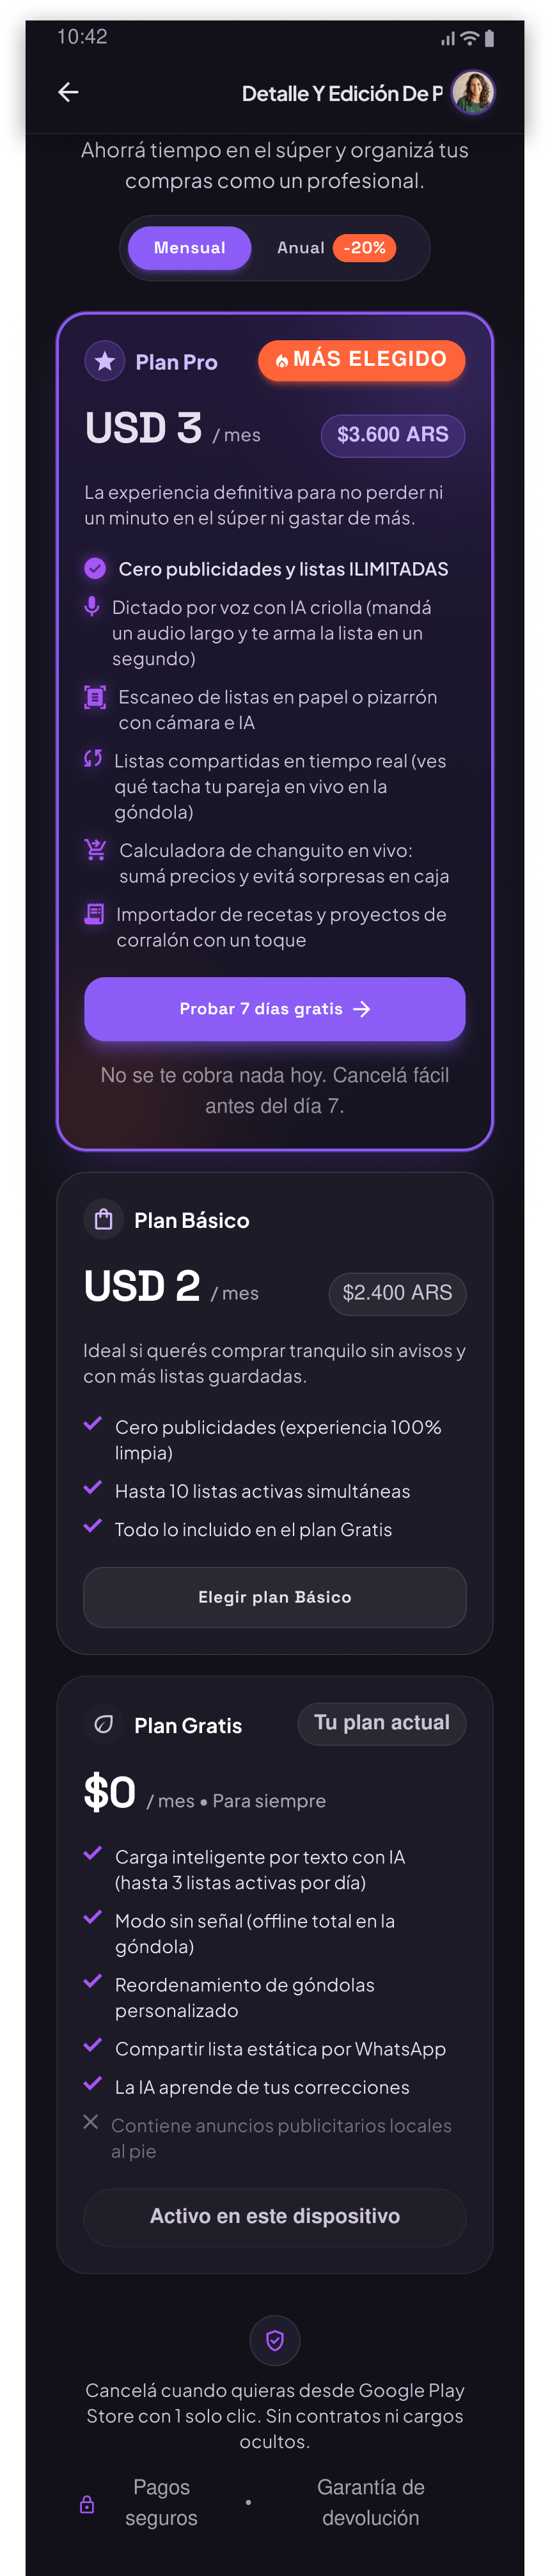 10:42
Detalle Y Edición De P
Ahorrá tiempo en el súper y organizá tus
compras como un profesional.
Mensual
Anual
-20%
Plan Pro
MÁS ELEGIDO
USD 3 / mes
$3.600 ARS
La experiencia definitiva para no perder ni
un minuto en el súper ni gastar de más.
Cero publicidades y listas ILIMITADAS
Dictado por voz con IA criolla (mandá
un audio largo y te arma la lista en un
segundo)
Escaneo de listas en papel o pizarrón
con cámara e IA
Listas compartidas en tiempo real (ves
qué tacha tu pareja en vivo en la
góndola)
Calculadora de changuito en vivo:
sumá precios y evitá sorpresas en caja
Importador de recetas y proyectos de
corralón con un toque
Probar 7 días gratis →
No se te cobra nada hoy. Cancelá fácil
antes del día 7.
Plan Básico
USD 2 / mes
$2.400 ARS
Ideal si querés comprar tranquilo sin avisos y
con más listas guardadas.
Cero publicidades (experiencia 100%
limpia)
Hasta 10 listas activas simultáneas
Todo lo incluido en el plan Gratis
Elegir plan Básico
Plan Gratis
Tu plan actual
$0 / mes • Para siempre
Carga inteligente por texto con IA
(hasta 3 listas activas por día)
Modo sin señal (offline total en la
góndola)
Reordenamiento de góndolas
personalizado
Compartir lista estática por WhatsApp
La IA aprende de tus correcciones
Contiene anuncios publicitarios locales
al pie
Activo en este dispositivo
Cancelá cuando quieras desde Google Play
Store con 1 solo clic. Sin contratos ni cargos
ocultos.
Pagos
seguros
•
Garantía de
devolución